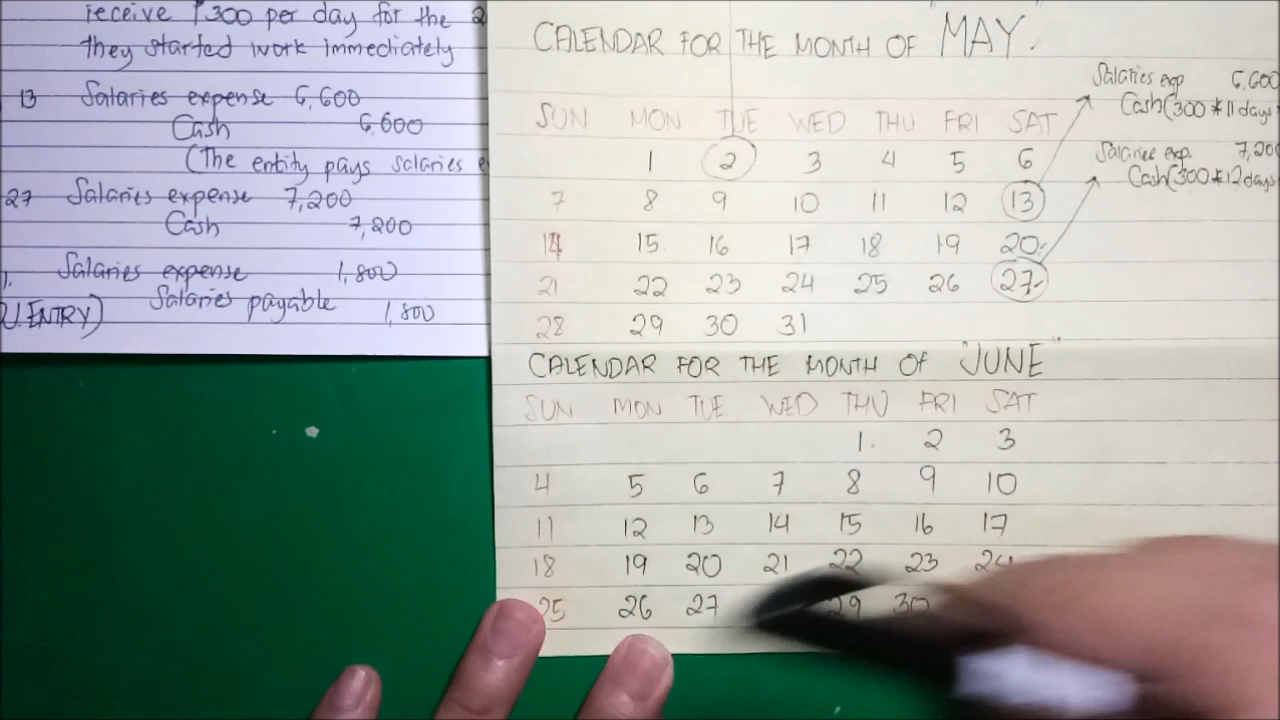 receive ₱300 per day for the 2
they started work immediately
13 Salaries expense 6,600
Cash 6,600
(The entity pays salaries e
27 Salaries expense 7,200
Cash 7,200
1. Salaries expense 1,800
Salaries payable 1,800
J. ENTRY)
CALENDAR FOR THE MONTH OF "MAY".
Salaries exp 6,600
Cash (300 * 11 days
Salaries exp. 7,200
Cash (300 * 12 days
SUN MON TUE WED THU FRI SAT
1 2 3 4 5 6
7 8 9 10 11 12 13
14 15. 16 17 18 19 20.
21 22 23 24 25 26 27.
28 29 30 31
CALENDAR FOR THE MONTH OF "JUNE"
SUN MON TUE WED THU FRI SAT
1. 2 3
4 5 6 7 8 9 10
11 12 13 14 15 16 17
18 19 20 21 22 23 24
25 26 27 29 30